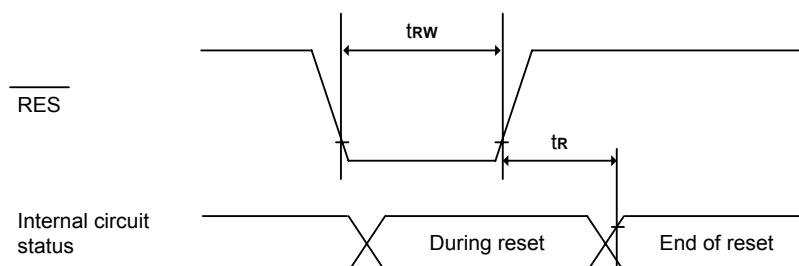 tRW
RES
tR
Internal circuit
status
During reset
End of reset